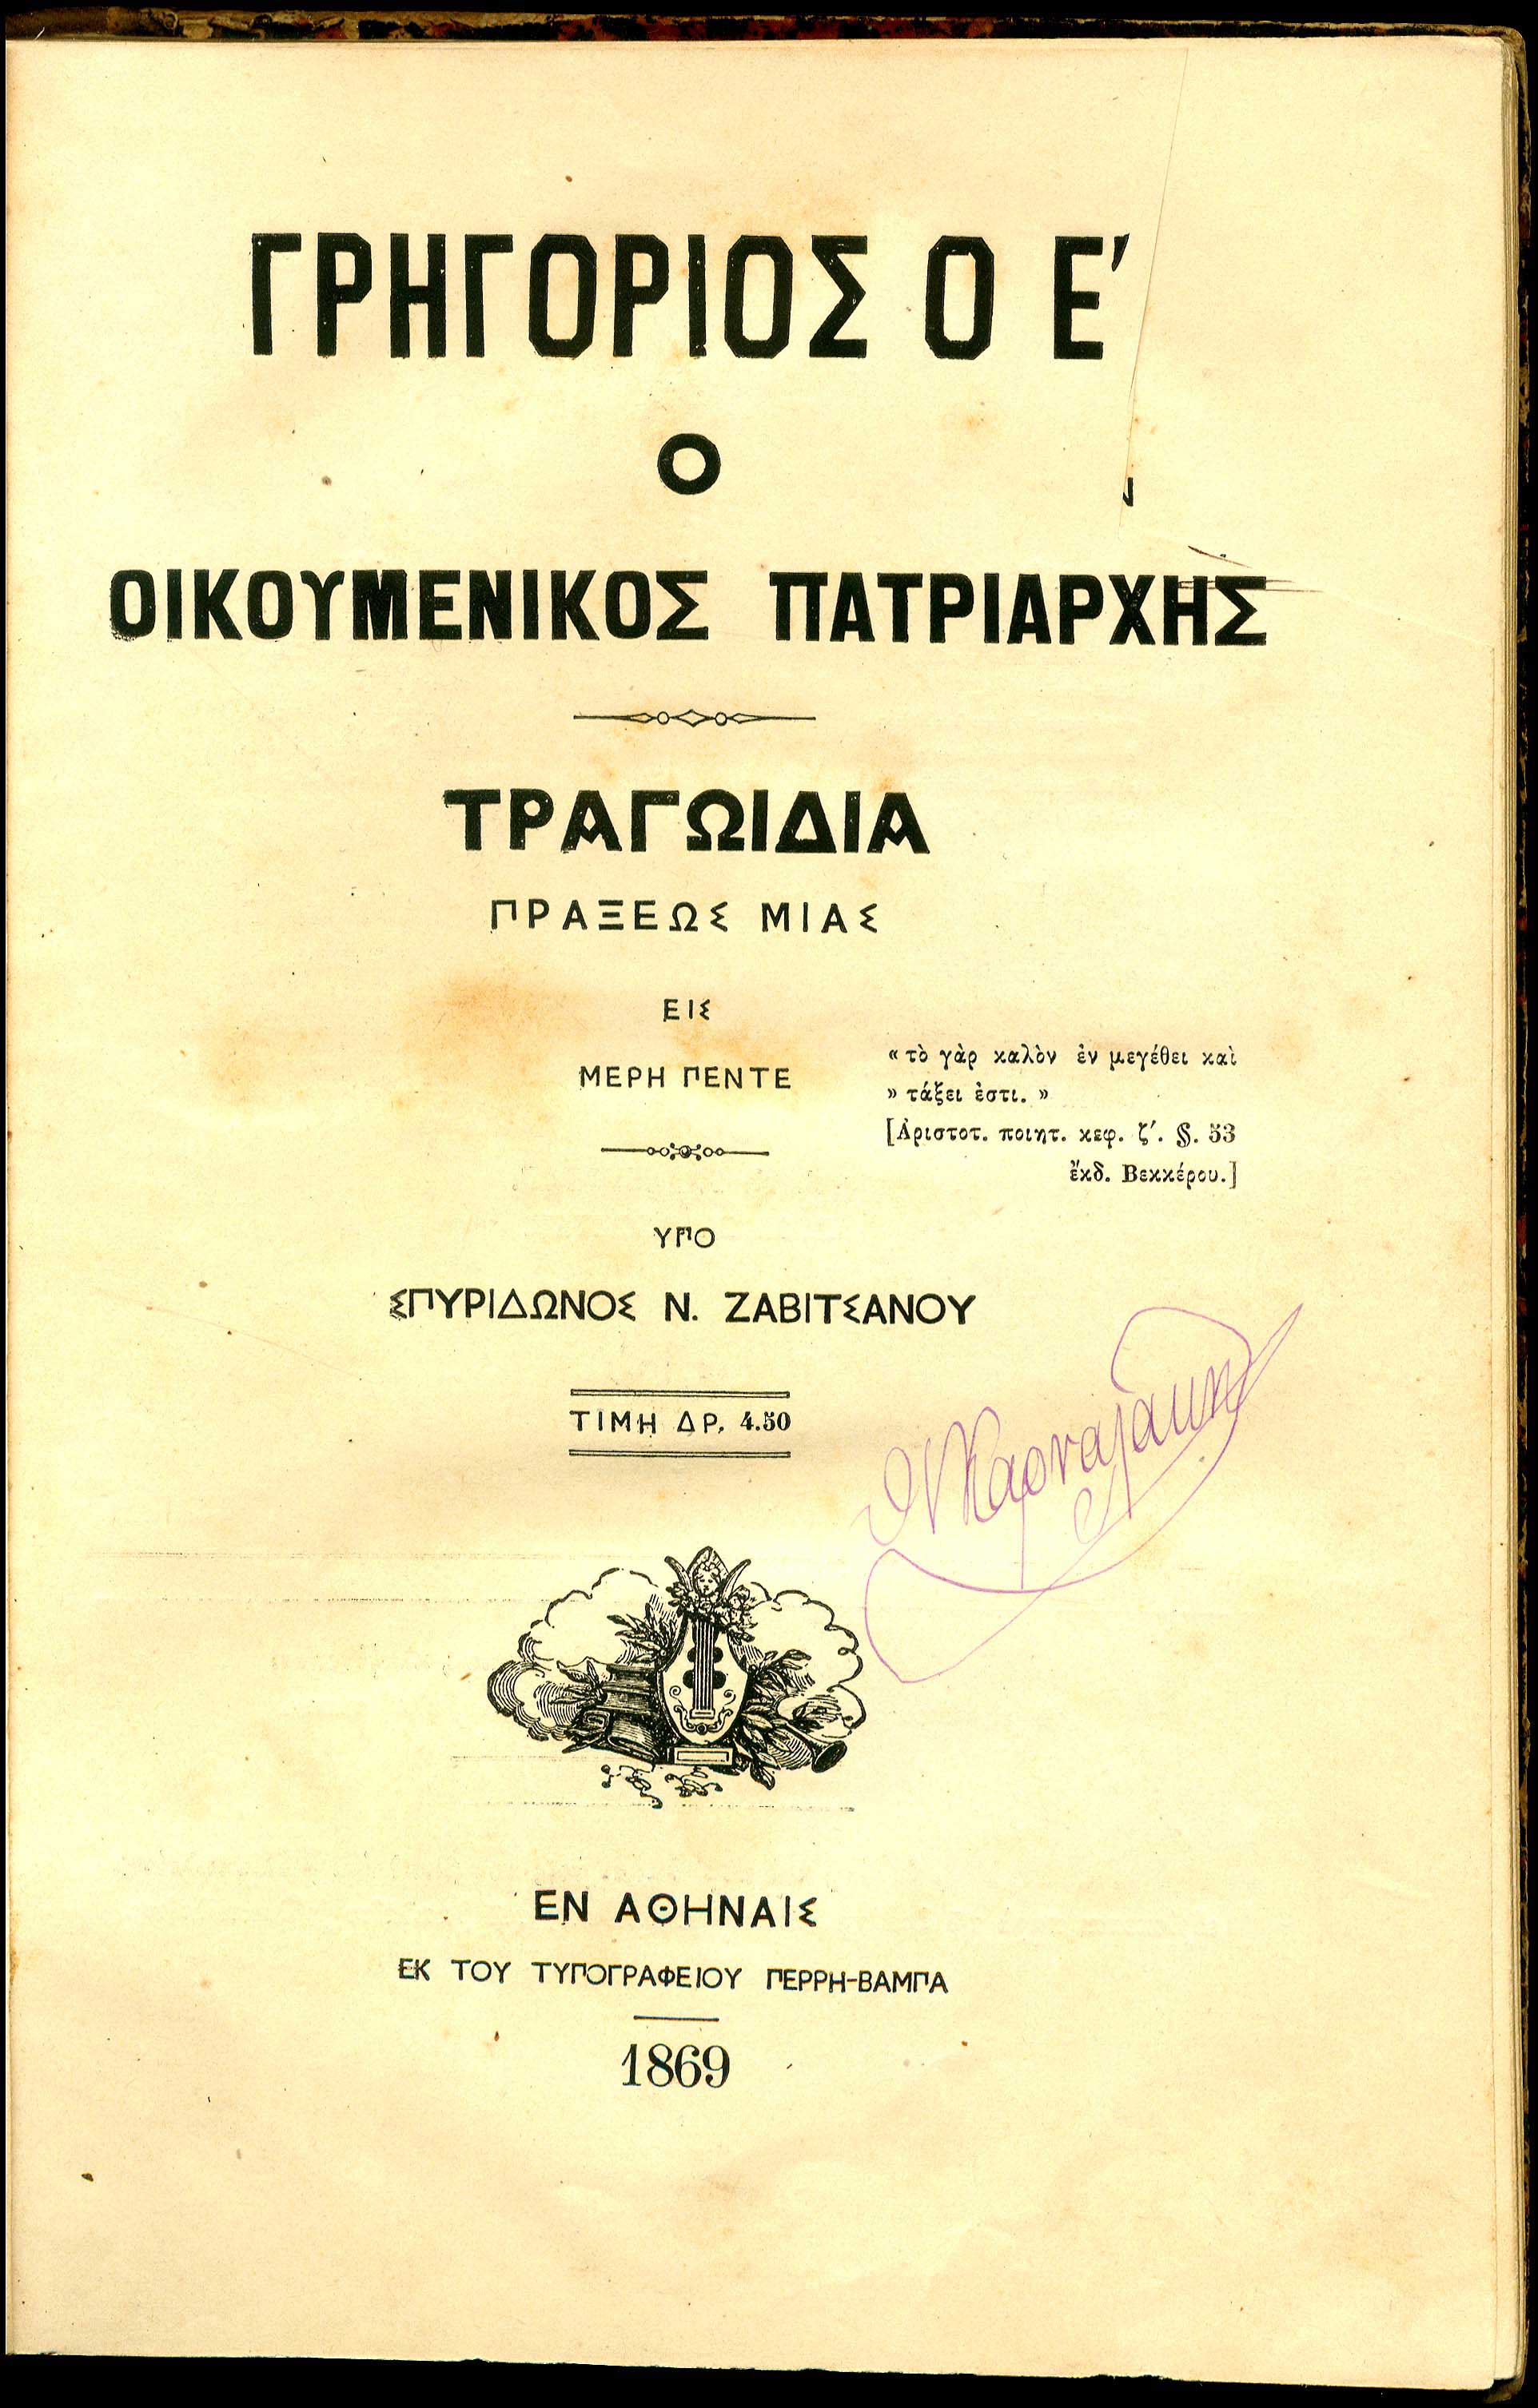 ΓΡΗΓΟΡΙΟΣ Ο Ε'
Ο
ΟΙΚΟΥΜΕΝΙΚΟΣ ΠΑΤΡΙΑΡΧΗΣ
ΤΡΑΓΩΙΔΙΑ
ΠΡΑΞΕΩΣ ΜΙΑΣ
ΕΙΣ
ΜΕΡΗ ΠΕΝΤΕ
« τὸ γὰρ καλὸν ἐν μεγέθει καὶ
» τάξει ἐστι. »
[Ἀριστοτ. ποιητ. κεφ. ζ'. §. 53
ἔκδ. Βεκκέρου.]
ΥΠΟ
ΣΠΥΡΙΔΩΝΟΣ Ν. ΖΑΒΙΤΣΑΝΟΥ
ΤΙΜΗ ΔΡ. 4.50
ΕΝ ΑΘΗΝΑΙΣ
ΕΚ ΤΟΥ ΤΥΠΟΓΡΑΦΕΙΟΥ ΠΕΡΡΗ-ΒΑΜΠΑ
1869